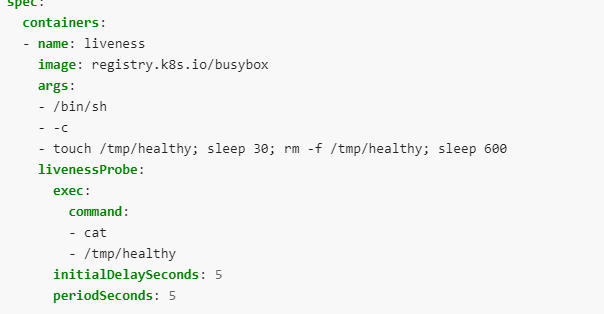 spec:
  containers:
  - name: liveness
    image: registry.k8s.io/busybox
    args:
    - /bin/sh
    - -c
    - touch /tmp/healthy; sleep 30; rm -f /tmp/healthy; sleep 600
    livenessProbe:
      exec:
        command:
        - cat
        - /tmp/healthy
      initialDelaySeconds: 5
      periodSeconds: 5